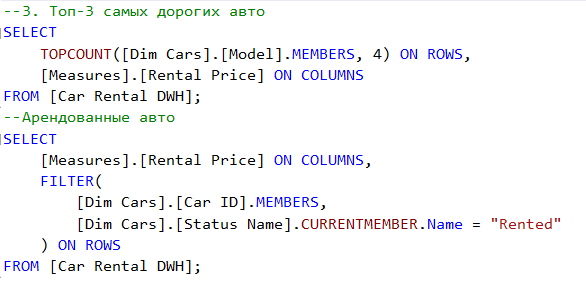 --3. Топ-3 самых дорогих авто
SELECT
    TOPCOUNT([Dim Cars].[Model].MEMBERS, 4) ON ROWS,
    [Measures].[Rental Price] ON COLUMNS
FROM [Car Rental DWH];
--Арендованные авто
SELECT
    [Measures].[Rental Price] ON COLUMNS,
    FILTER(
        [Dim Cars].[Car ID].MEMBERS,
        [Dim Cars].[Status Name].CURRENTMEMBER.Name = "Rented"
    ) ON ROWS
FROM [Car Rental DWH];